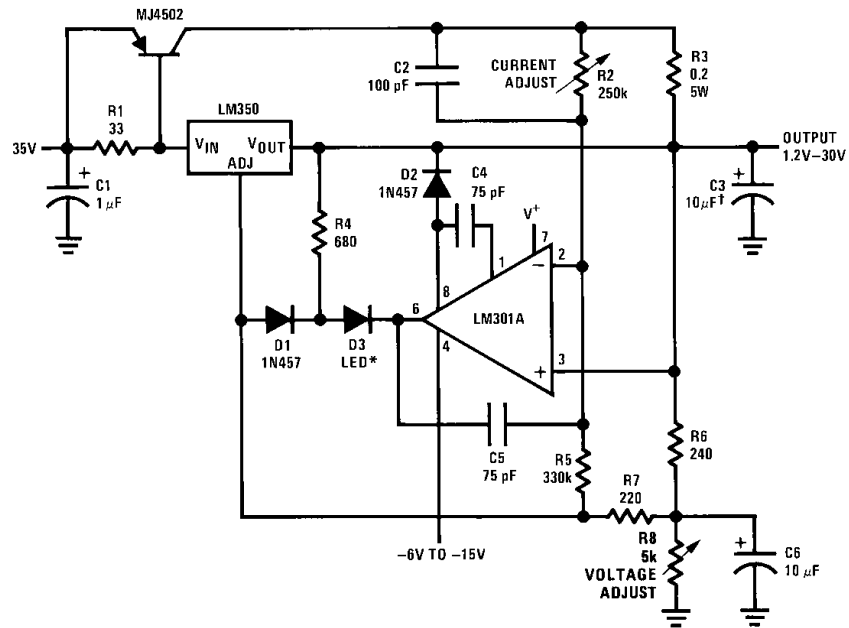 MJ4502
C2
100 pF
CURRENT
ADJUST
R2
250k
R3
0.2
5W
R1
33
LM350
35V
VIN
VOUT
ADJ
OUTPUT
1.2V–30V
+
C1
1 μF
D2
1N457
C4
75 pF
+
C3
10μF†
R4
680
V+
7
1
2
–
8
6
LM301A
4
D1
1N457
D3
LED*
+
3
C5
75 pF
R5
330k
R6
240
R7
220
–6V TO –15V
R8
5k
VOLTAGE
ADJUST
+
C6
10 μF